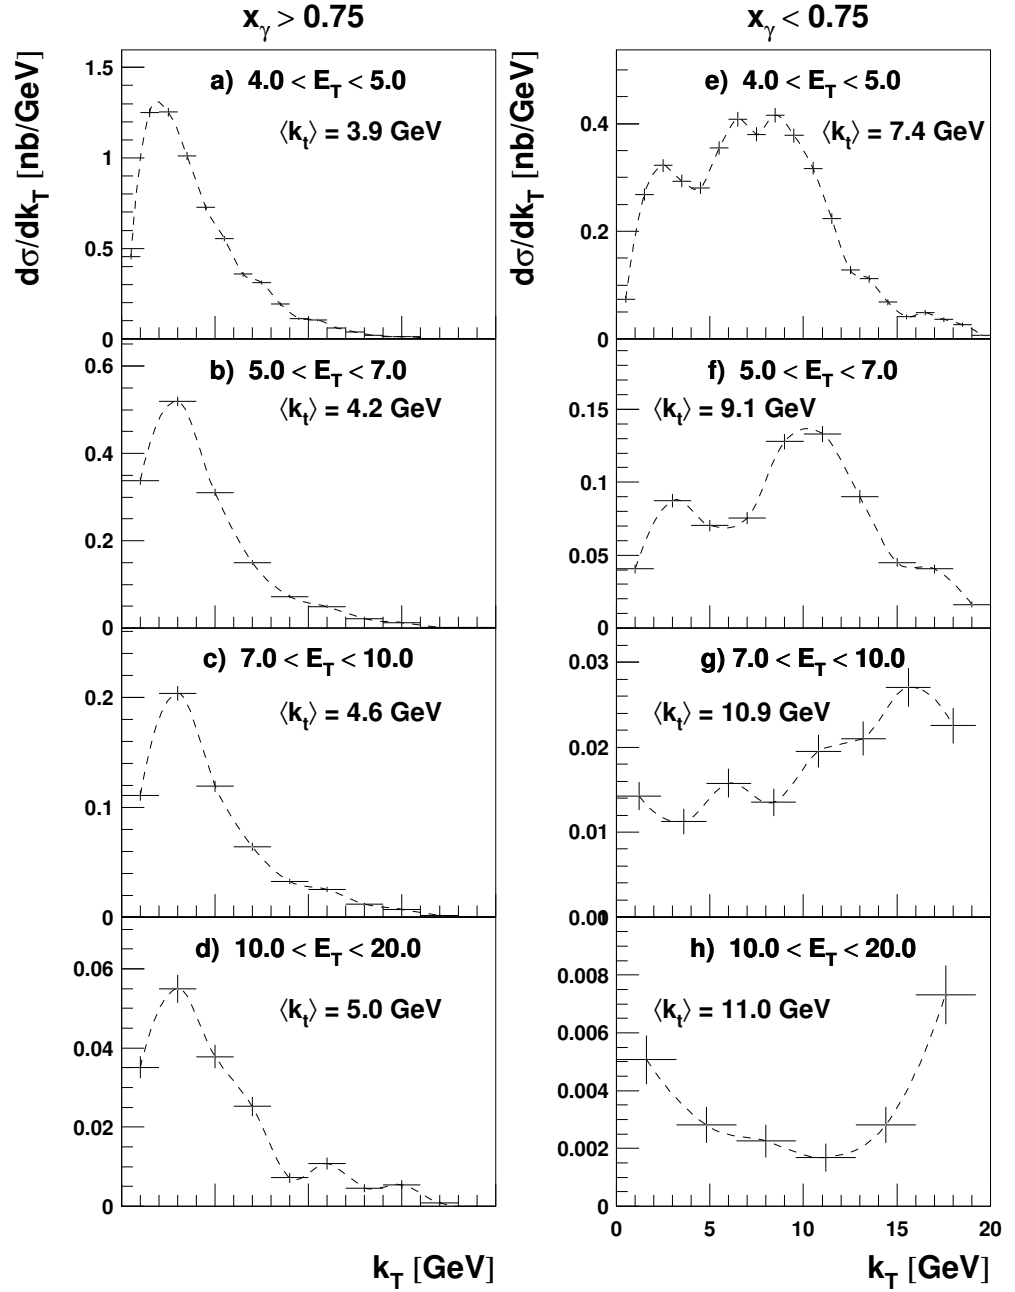 x_γ > 0.75
x_γ < 0.75
dσ/dk_T [nb/GeV]
a) 4.0 < E_T < 5.0
⟨k_t⟩ = 3.9 GeV
1.5
1
0.5
0
b) 5.0 < E_T < 7.0
⟨k_t⟩ = 4.2 GeV
0.6
0.4
0.2
0
c) 7.0 < E_T < 10.0
⟨k_t⟩ = 4.6 GeV
0.2
0.1
0
d) 10.0 < E_T < 20.0
⟨k_t⟩ = 5.0 GeV
0.06
0.04
0.02
0
k_T [GeV]
dσ/dk_T [nb/GeV]
e) 4.0 < E_T < 5.0
⟨k_t⟩ = 7.4 GeV
0.4
0.2
0
f) 5.0 < E_T < 7.0
⟨k_t⟩ = 9.1 GeV
0.15
0.1
0.05
0
g) 7.0 < E_T < 10.0
⟨k_t⟩ = 10.9 GeV
0.03
0.02
0.01
h) 10.0 < E_T < 20.0
⟨k_t⟩ = 11.0 GeV
0.008
0.006
0.004
0.002
0
0 5 10 15 20
k_T [GeV]